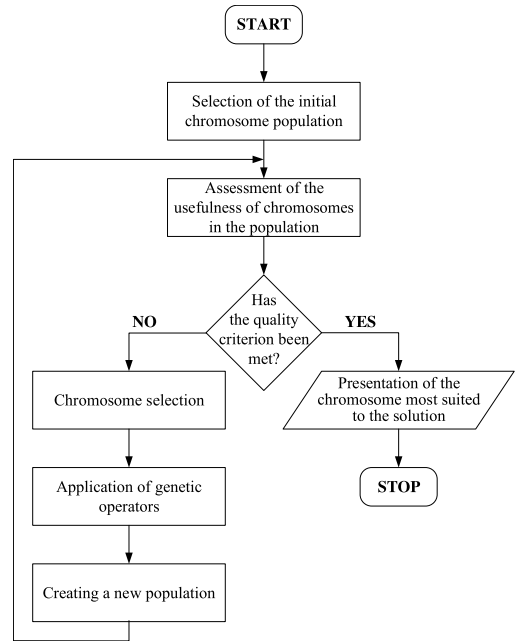 START
Selection of the initial
chromosome population
Assessment of the
usefulness of chromosomes
in the population
Has
the quality
criterion been
met?
NO
YES
Chromosome selection
Presentation of the
chromosome most suited
to the solution
Application of genetic
operators
STOP
Creating a new population